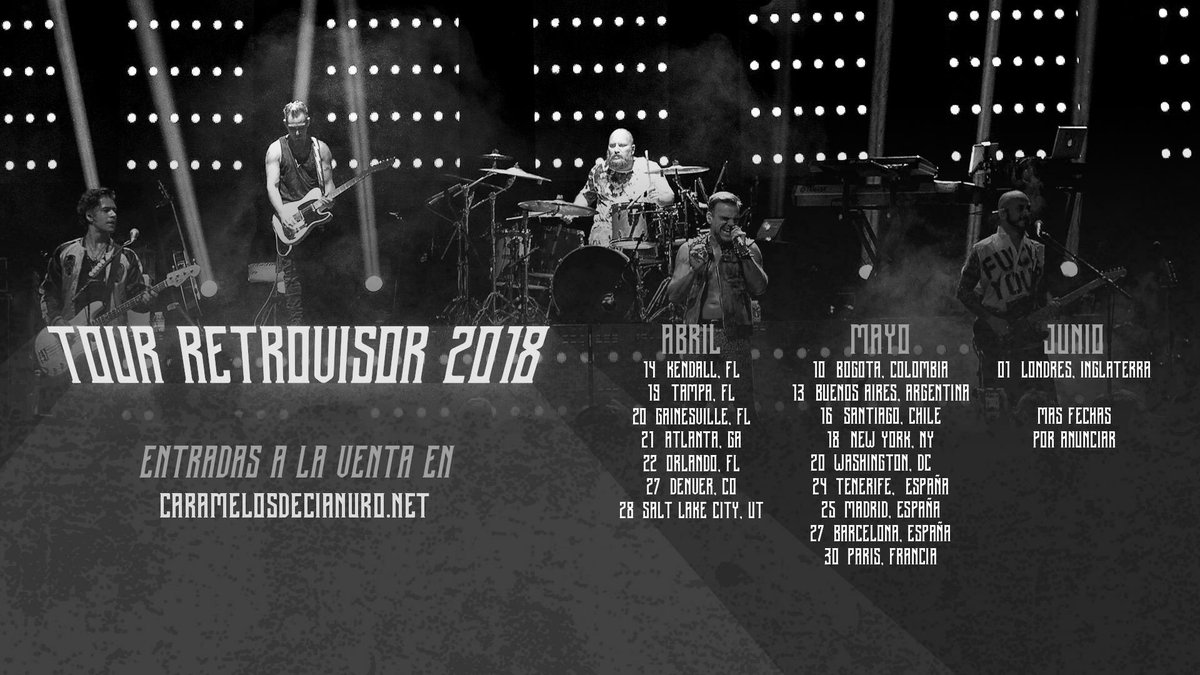 FUCK
YOU
TOUR RETROVISOR 2018
ENTRADAS A LA VENTA EN
CARAMELOSDECIANURO.NET
ABRIL
14 KENDALL, FL
19 TAMPA, FL
20 GAINESVILLE, FL
21 ATLANTA, GA
22 ORLANDO, FL
27 DENVER, CO
28 SALT LAKE CITY, UT
MAYO
10 BOGOTA, COLOMBIA
13 BUENOS AIRES, ARGENTINA
16 SANTIAGO, CHILE
18 NEW YORK, NY
20 WASHINGTON, DC
24 TENERIFE, ESPAÑA
25 MADRID, ESPAÑA
27 BARCELONA, ESPAÑA
30 PARIS, FRANCIA
JUNIO
01 LONDRES, INGLATERRA
MAS FECHAS
POR ANUNCIAR